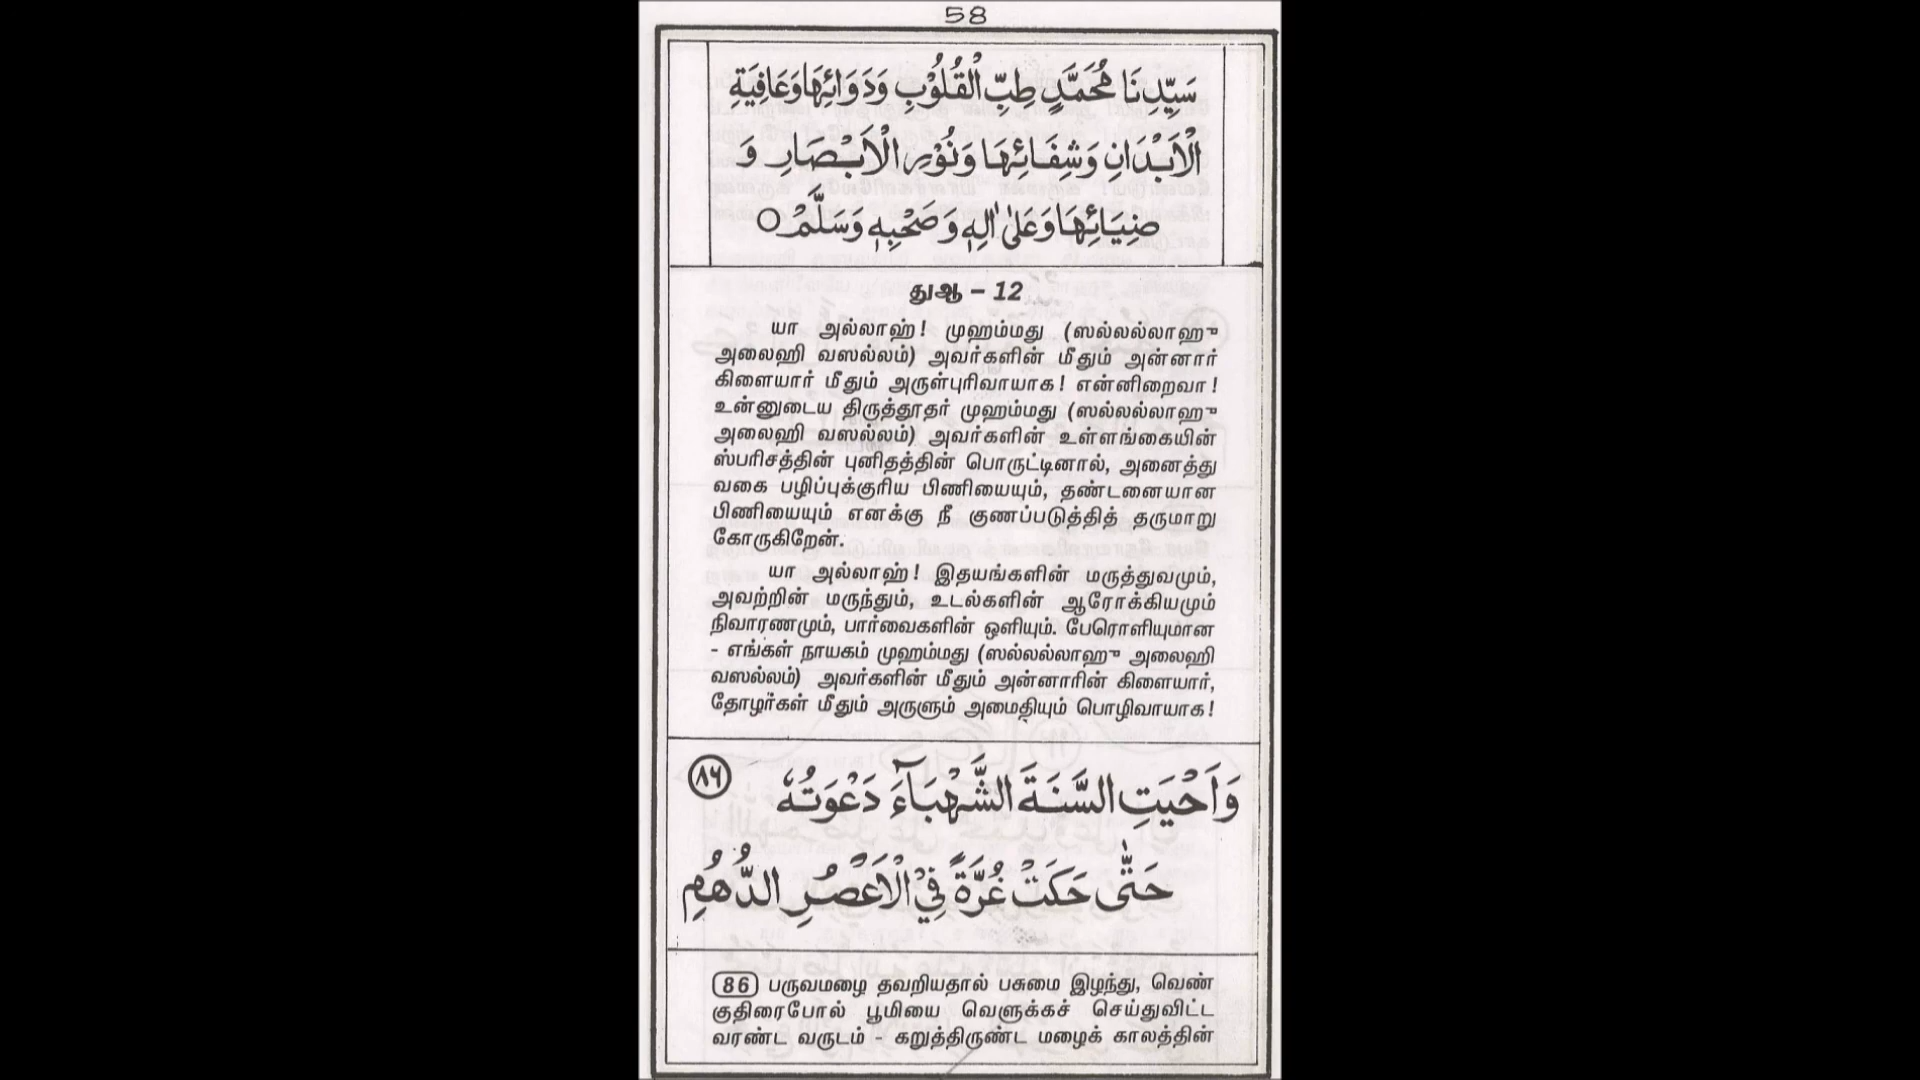 58
سَيِّدِنَا مُحَمَّدٍ طِبِّ الْقُلُوْبِ وَدَوَائِهَا وَعَافِيَةِ
الْاَبْدَانِ وَشِفَائِهَا وَنُوْرِ الْاَبْصَارِ وَ
ضِيَائِهَا وَعَلٰى اٰلِهٖ وَصَحْبِهٖ وَسَلَّمْ○
துஆ – 12
யா அல்லாஹ்! முஹம்மது (ஸல்லல்லாஹு
அலைஹி வஸல்லம்) அவர்களின் மீதும் அன்னார்
கிளையார் மீதும் அருள்புரிவாயாக! என்னிறைவா!
உன்னுடைய திருத்தூதர் முஹம்மது (ஸல்லல்லாஹு
அலைஹி வஸல்லம்) அவர்களின் உள்ளங்கையின்
ஸ்பரிசத்தின் புனிதத்தின் பொருட்டினால், அனைத்து
வகை பழிப்புக்குரிய பிணியையும், தண்டனையான
பிணியையும் எனக்கு நீ குணப்படுத்தித் தருமாறு
கோருகிறேன்.
யா அல்லாஹ்! இதயங்களின் மருத்துவமும்,
அவற்றின் மருந்தும், உடல்களின் ஆரோக்கியமும்
நிவாரணமும், பார்வைகளின் ஒளியும். பேரொளியுமான
- எங்கள் நாயகம் முஹம்மது (ஸல்லல்லாஹு அலைஹி
வஸல்லம்) அவர்களின் மீதும் அன்னாரின் கிளையார்,
தோழர்கள் மீதும் அருளும் அமைதியும் பொழிவாயாக!
وَاَحْيَتِ السَّنَةَ الشَّهْبَآءَ دَعْوَتُهٗ ٨٦
حَتّٰى حَكَتْ غُرَّةً فِيْ الْاَعْصُرِ الدُّهُمِ
86 பருவமழை தவறியதால் பசுமை இழந்து, வெண்
குதிரைபோல் பூமியை வெளுக்கச் செய்துவிட்ட
வரண்ட வருடம் - கறுத்திருண்ட மழைக் காலத்தின்